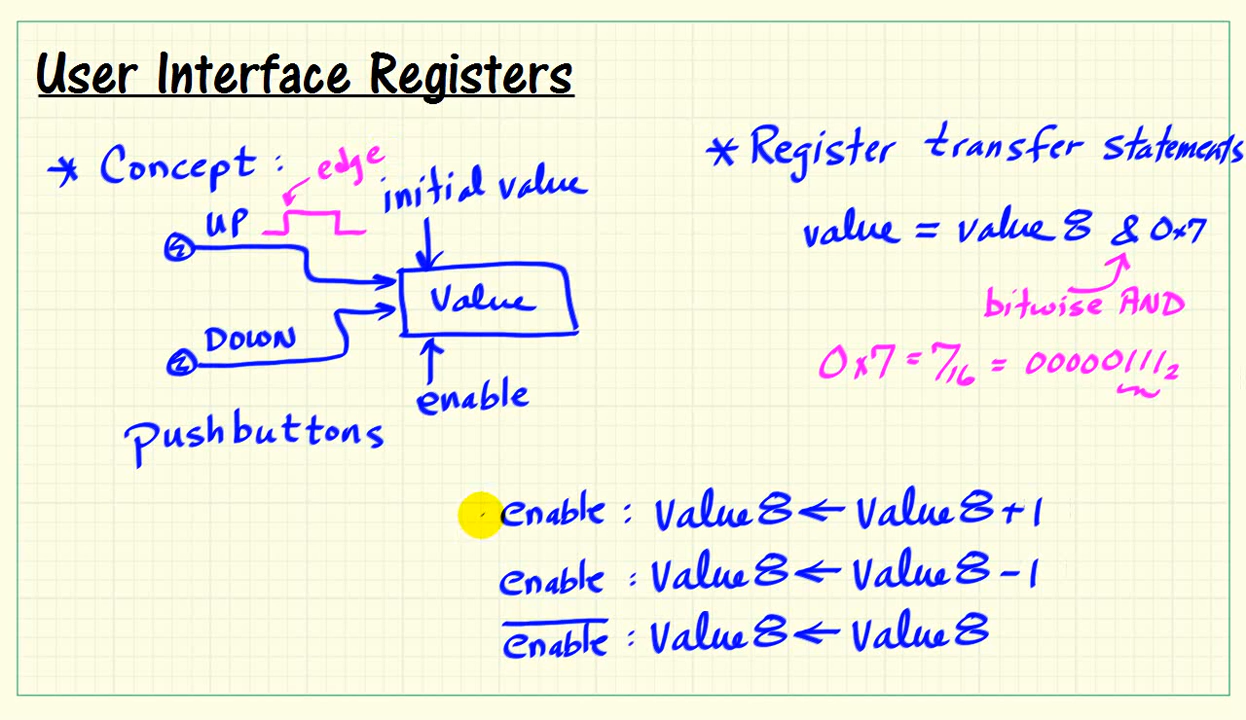 User Interface Registers
* Concept :
edge
initial value
UP
Value
DOWN
enable
Pushbuttons
* Register transfer statements
value = value8 & 0x7
bitwise AND
0x7 = 7₁₆ = 00000111₂
enable : Value8 ← Value8 + 1
enable : Value8 ← Value8 - 1
e̅n̅a̅b̅l̅e̅ : Value8 ← Value8